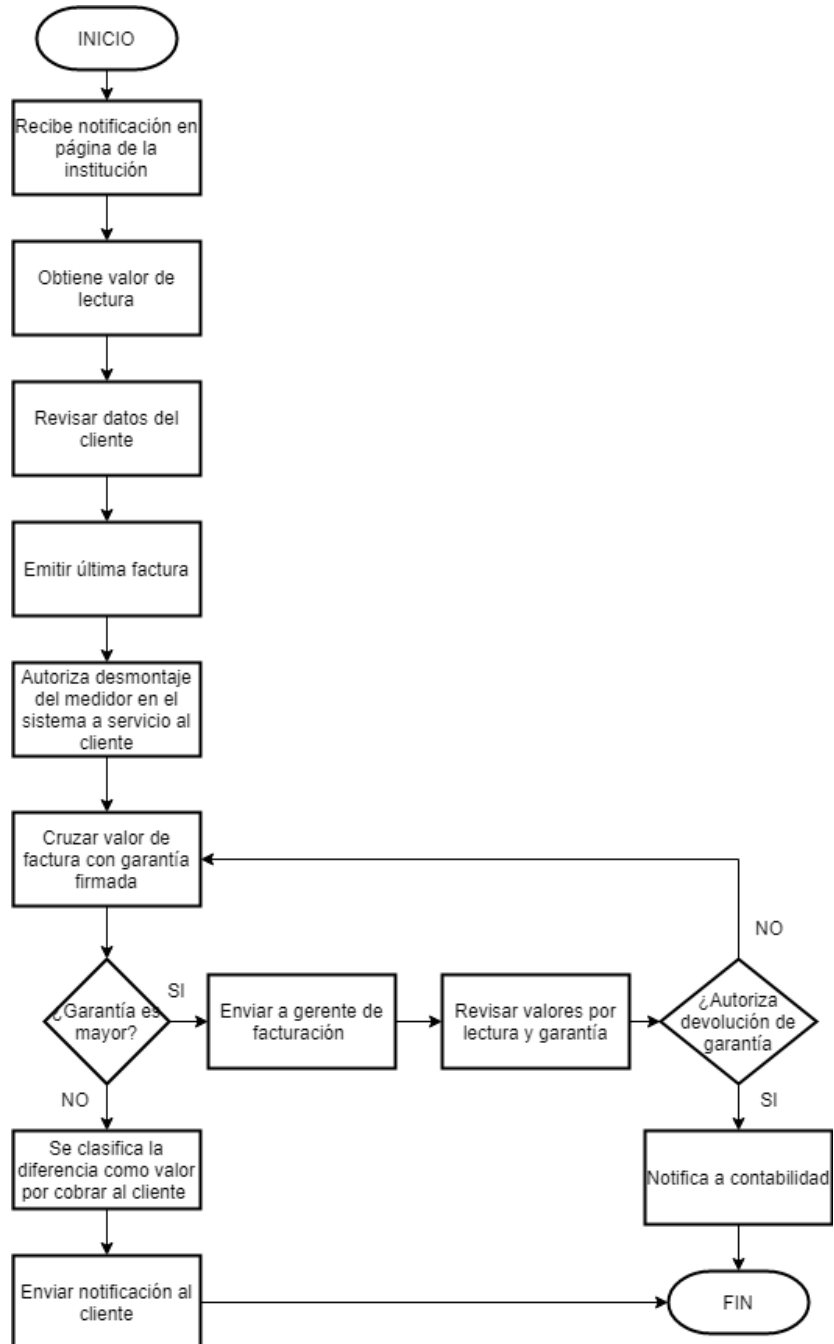 INICIO
Recibe notificación en
página de la
institución
Obtiene valor de
lectura
Revisar datos del
cliente
Emitir última factura
Autoriza desmontaje
del medidor en el
sistema a servicio al
cliente
Cruzar valor de
factura con garantía
firmada
NO
¿Garantía es
mayor?
SI
Enviar a gerente de
facturación
Revisar valores por
lectura y garantía
¿Autoriza
devolución de
garantía
NO
SI
Se clasifica la
diferencia como valor
por cobrar al cliente
Notifica a contabilidad
Enviar notificación al
cliente
FIN